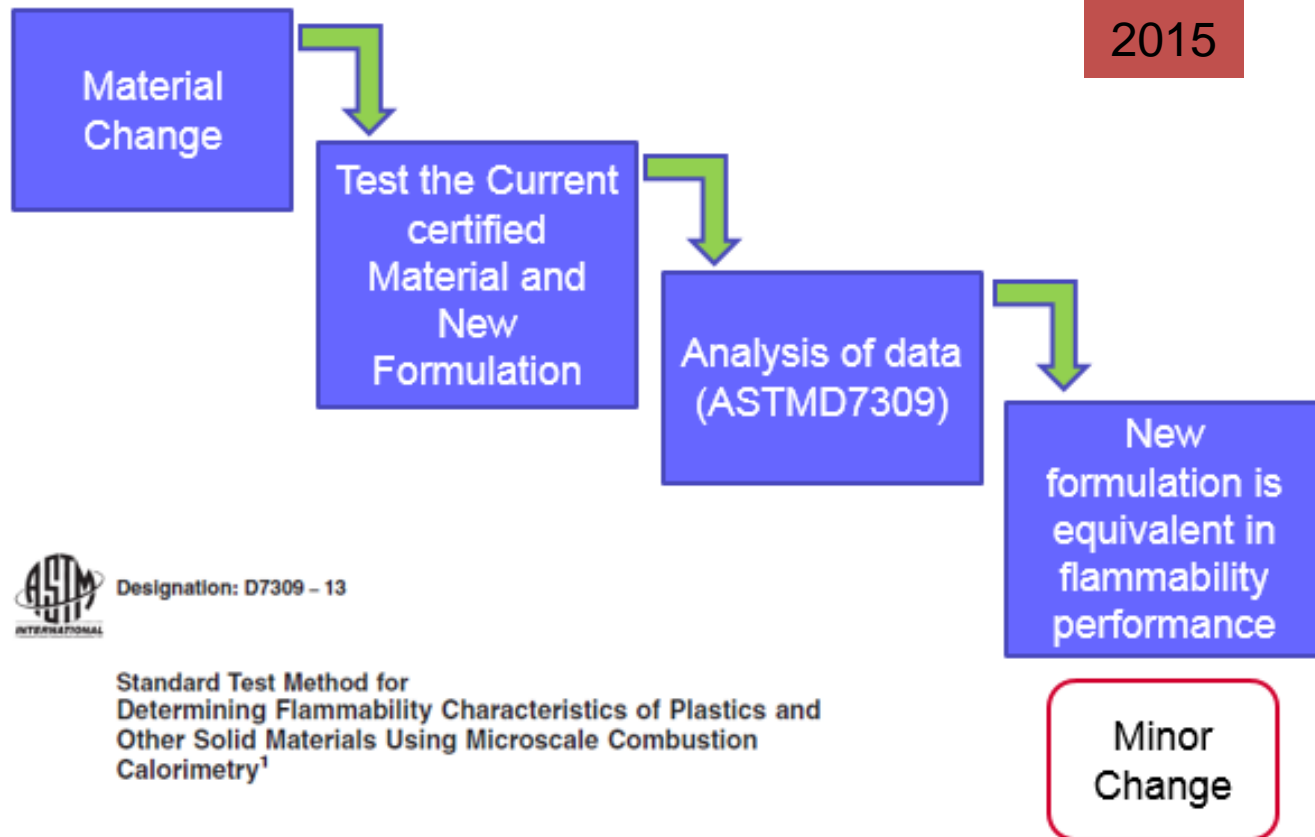 2015
Material
Change
Test the Current
certified
Material and
New
Formulation
Analysis of data
(ASTMD7309)
New
formulation is
equivalent in
flammability
performance
Minor
Change
ASTM
INTERNATIONAL
Designation: D7309 – 13
Standard Test Method for
Determining Flammability Characteristics of Plastics and
Other Solid Materials Using Microscale Combustion
Calorimetry¹